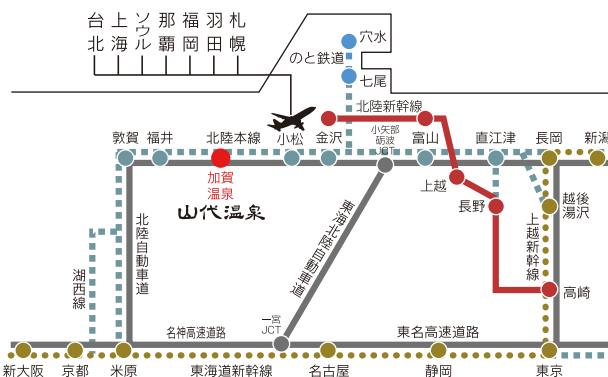 台北
上海
ソウル
那覇
福岡
羽田
札幌
穴水
のと鉄道
七尾
北陸新幹線
敦賀
福井
北陸本線
小松
金沢
小矢部
砺波
JCT
富山
直江津
長岡
新潟
加賀
温泉
山代温泉
上越
長野
越後
湯沢
上越新幹線
高崎
北陸自動車道
東海北陸自動車道
湖西線
一宮
JCT
名神高速道路
東名高速道路
新大阪
京都
米原
東海道新幹線
名古屋
静岡
東京